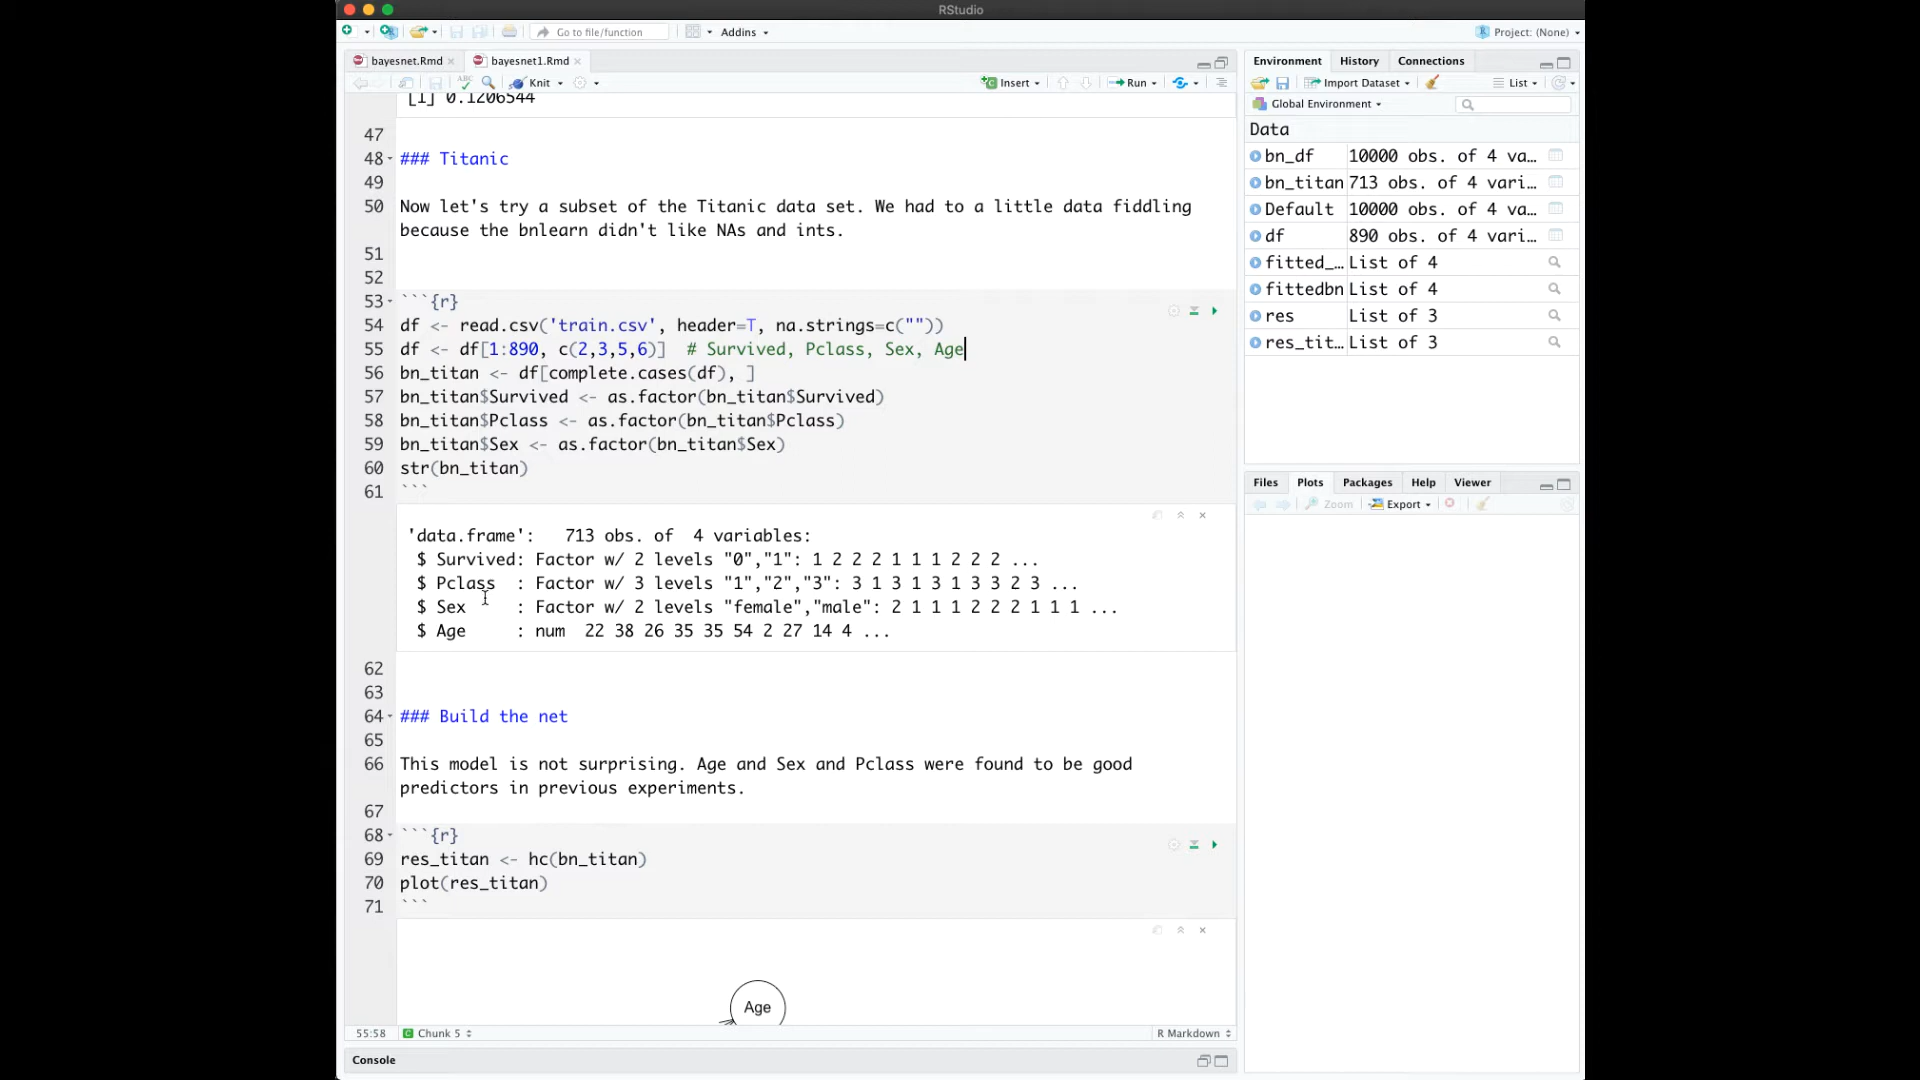 RStudio
Go to file/function
Addins
Project: (None)
bayesnet.Rmd
bayesnet1.Rmd
ABC
Knit
Insert
Run
[1] 0.1206544
47
48 ### Titanic
49
50 Now let's try a subset of the Titanic data set. We had to a little data fiddling
because the bnlearn didn't like NAs and ints.
51
52
53 ```{r}
54 df <- read.csv('train.csv', header=T, na.strings=c(""))
55 df <- df[1:890, c(2,3,5,6)]  # Survived, Pclass, Sex, Age
56 bn_titan <- df[complete.cases(df), ]
57 bn_titan$Survived <- as.factor(bn_titan$Survived)
58 bn_titan$Pclass <- as.factor(bn_titan$Pclass)
59 bn_titan$Sex <- as.factor(bn_titan$Sex)
60 str(bn_titan)
61 ```
'data.frame':   713 obs. of  4 variables:
$ Survived: Factor w/ 2 levels "0","1": 1 2 2 2 1 1 1 2 2 2 ...
$ Pclass  : Factor w/ 3 levels "1","2","3": 3 1 3 1 3 1 3 3 2 3 ...
$ Sex     : Factor w/ 2 levels "female","male": 2 1 1 1 2 2 2 1 1 1 ...
$ Age     : num  22 38 26 35 35 54 2 27 14 4 ...
62
63
64 ### Build the net
65
66 This model is not surprising. Age and Sex and Pclass were found to be good
predictors in previous experiments.
67
68 ```{r}
69 res_titan <- hc(bn_titan)
70 plot(res_titan)
71 ```
Age
55:58
Chunk 5
R Markdown
Console
Environment
History
Connections
Import Dataset
List
Global Environment
Data
bn_df 10000 obs. of 4 va…
bn_titan 713 obs. of 4 vari…
Default 10000 obs. of 4 va…
df 890 obs. of 4 vari…
fitted_… List of 4
fittedbn List of 4
res List of 3
res_tit… List of 3
Files
Plots
Packages
Help
Viewer
Zoom
Export